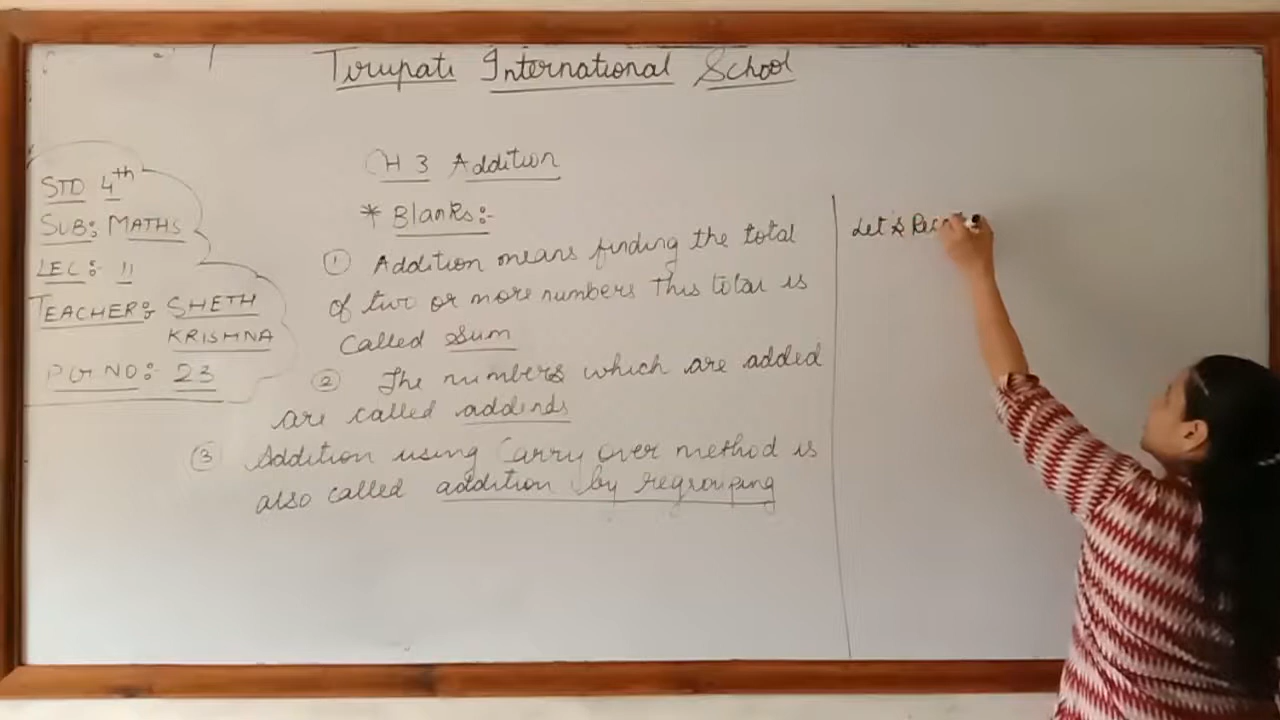 Tirupati International School
STD 4th
SUB: MATHS
LEC:- 11
TEACHER: SHETH
KRISHNA
PG NO:- 23
CH 3 Addition
* Blanks:-
① Addition means finding the total
of two or more numbers This total is
called Sum
② The numbers which are added
are called addends
③ Addition using Carry over method is
also called addition by regrouping
Let's